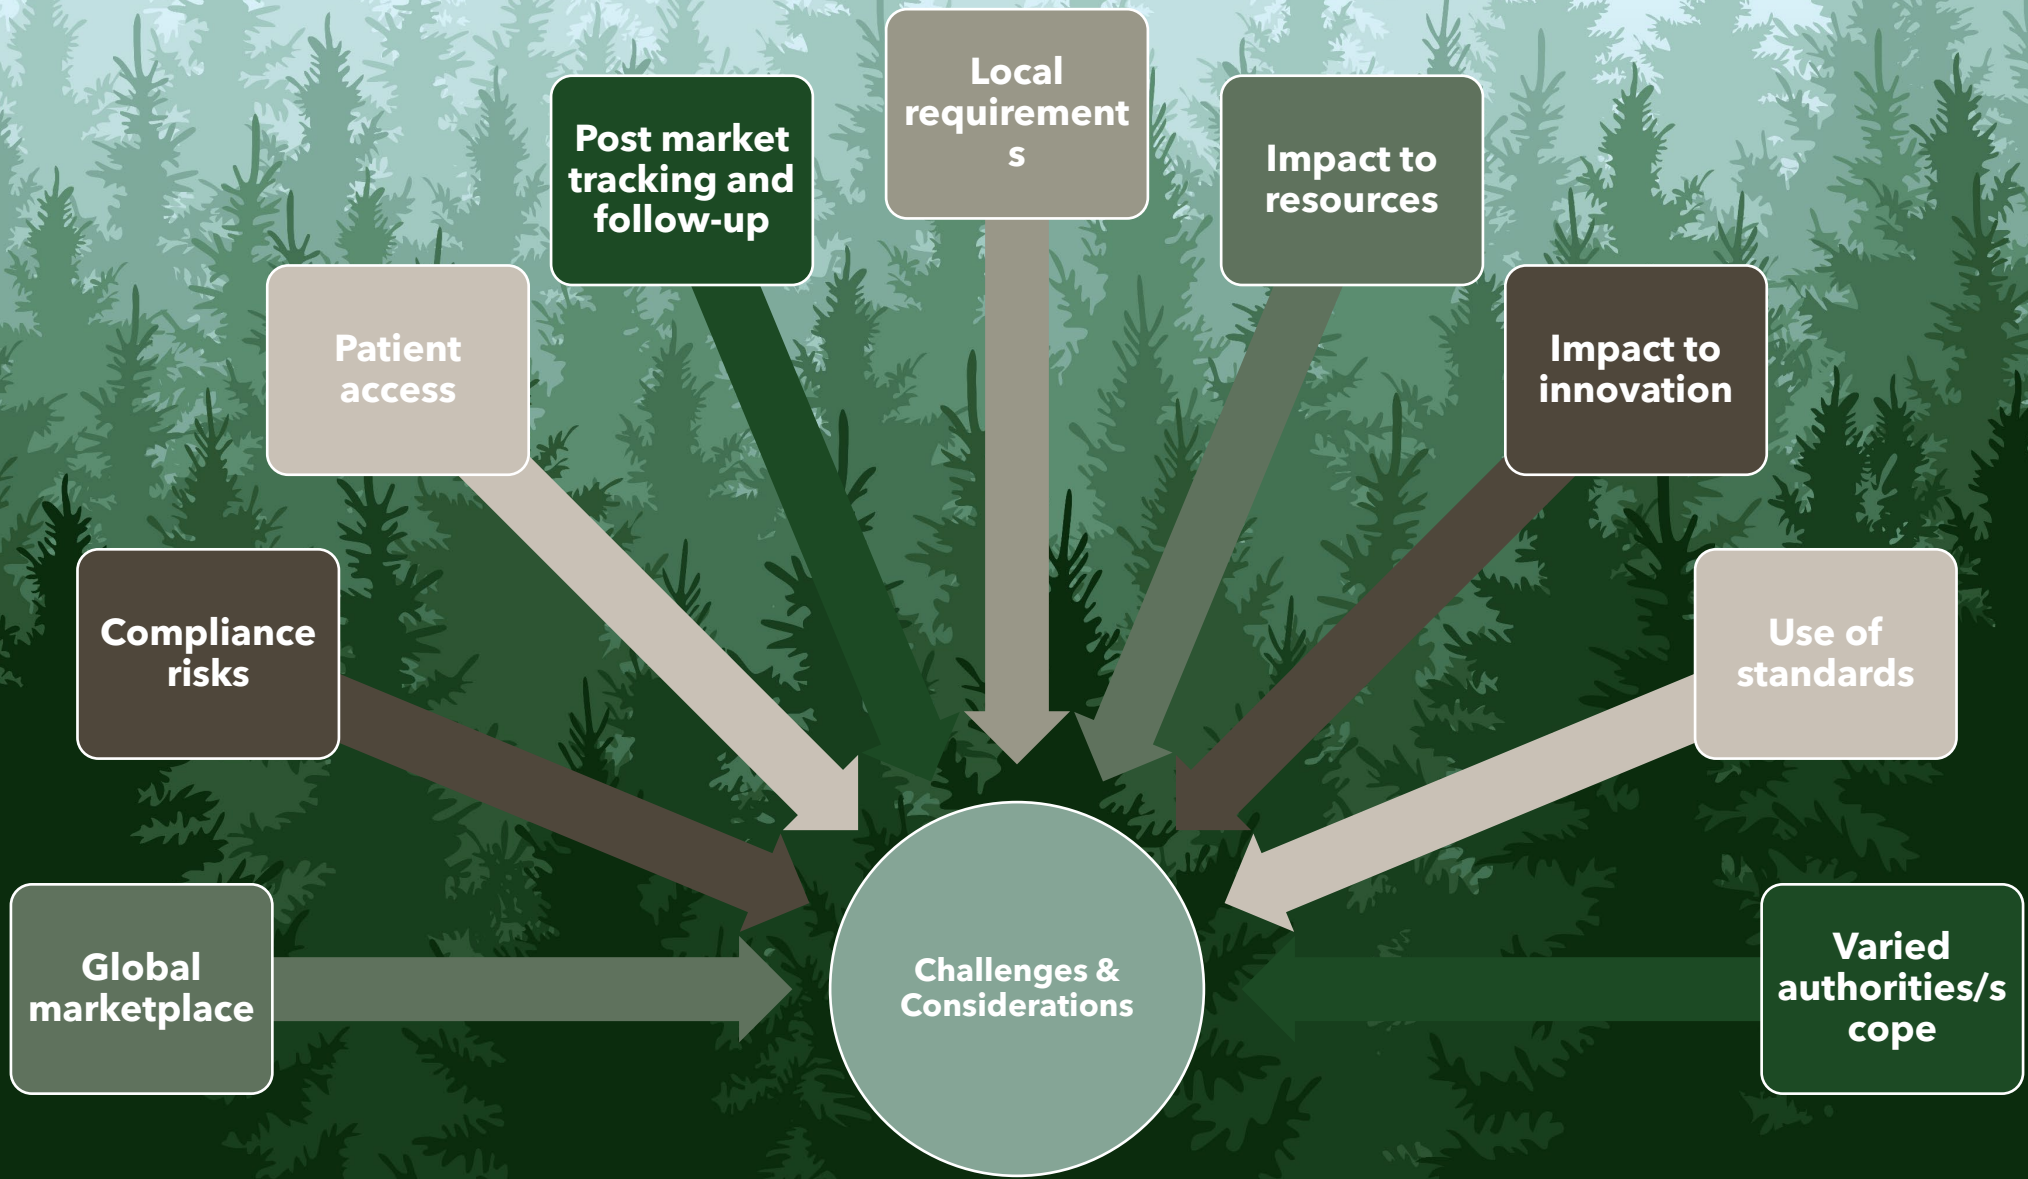 Local
requirement
s
Post market
tracking and
follow-up
Impact to
resources
Patient
access
Impact to
innovation
Compliance
risks
Use of
standards
Global
marketplace
Challenges &
Considerations
Varied
authorities/s
cope